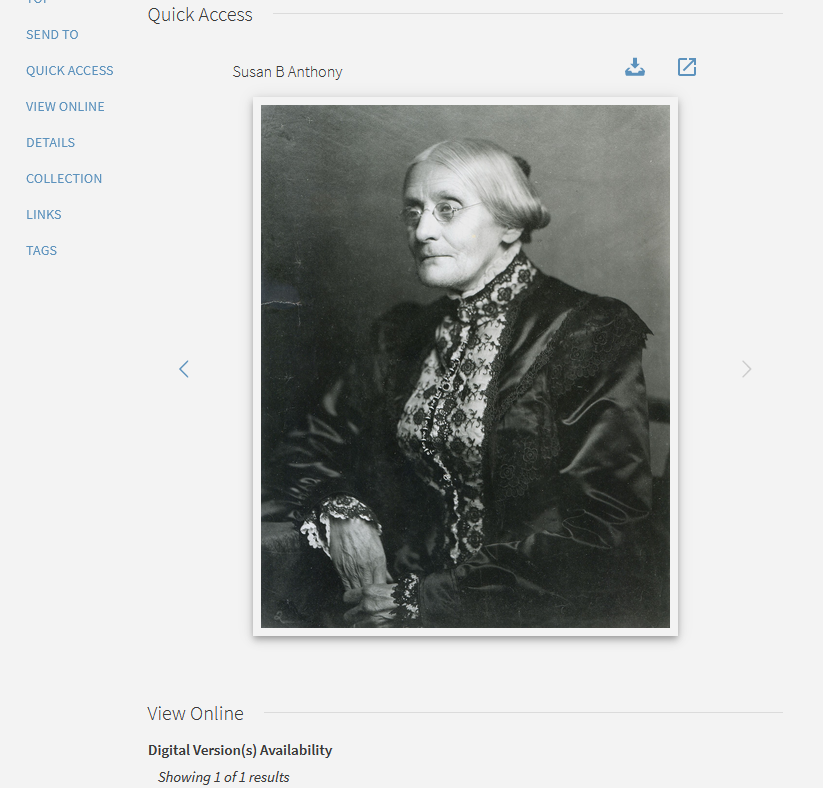 TOP
SEND TO
QUICK ACCESS
VIEW ONLINE
DETAILS
COLLECTION
LINKS
TAGS
Quick Access
Susan B Anthony
View Online
Digital Version(s) Availability
Showing 1 of 1 results